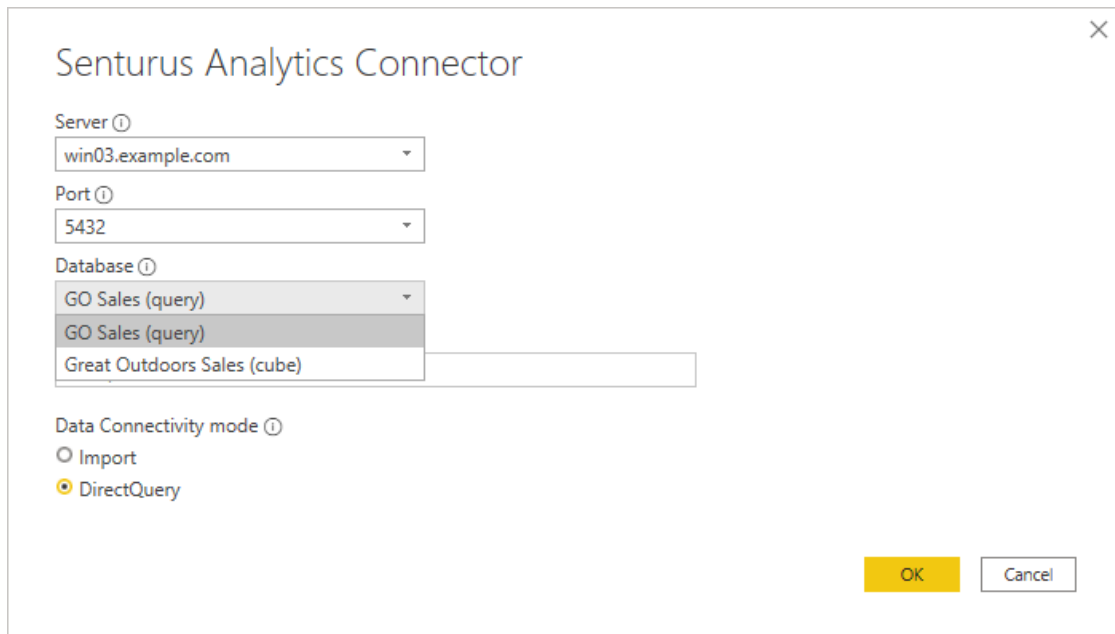 Senturus Analytics Connector
Server
win03.example.com
Port
5432
Database
GO Sales (query)
GO Sales (query)
Great Outdoors Sales (cube)
Data Connectivity mode
Import
DirectQuery
OK Cancel